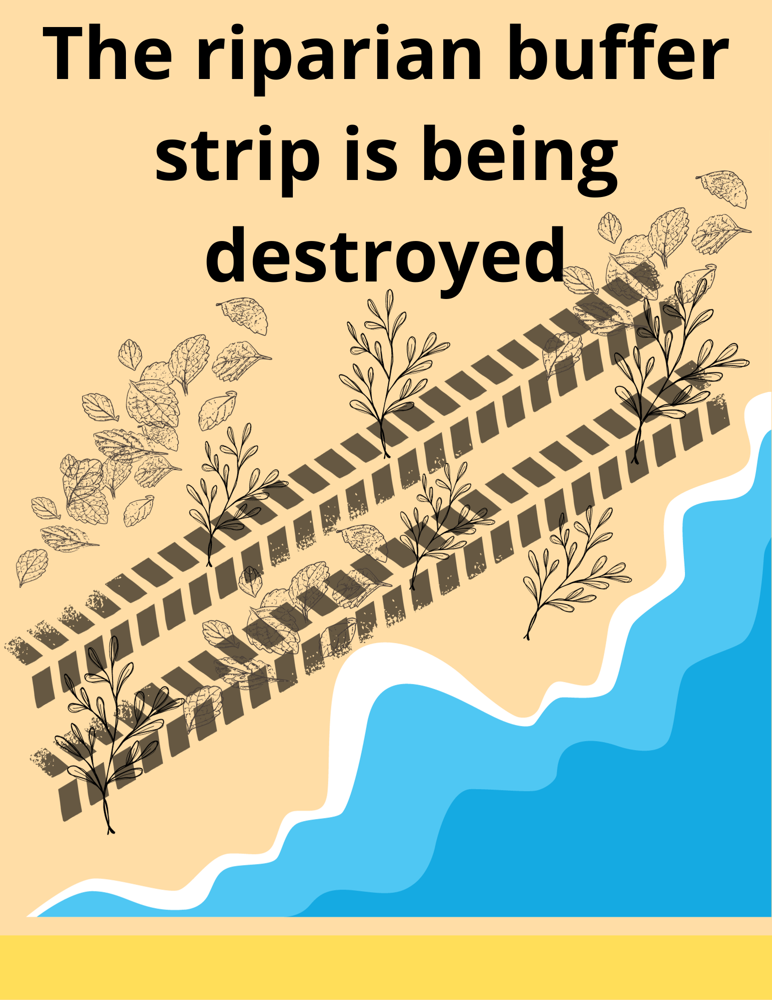 The riparian buffer
strip is being
destroyed